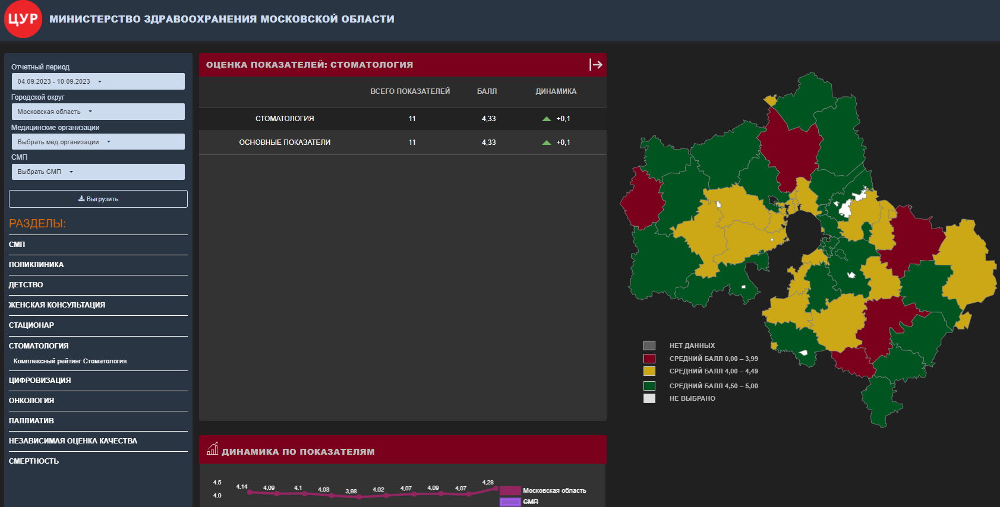 ЦУР
МИНИСТЕРСТВО ЗДРАВООХРАНЕНИЯ МОСКОВСКОЙ ОБЛАСТИ
Отчетный период
04.09.2023 - 10.09.2023
Городской округ
Московская область
Медицинские организации
Выбрать мед.организации
СМП
Выбрать СМП
Выгрузить
РАЗДЕЛЫ:
СМП
ПОЛИКЛИНИКА
ДЕТСТВО
ЖЕНСКАЯ КОНСУЛЬТАЦИЯ
СТАЦИОНАР
СТОМАТОЛОГИЯ
Комплексный рейтинг Стоматология
ЦИФРОВИЗАЦИЯ
ОНКОЛОГИЯ
ПАЛЛИАТИВ
НЕЗАВИСИМАЯ ОЦЕНКА КАЧЕСТВА
СМЕРТНОСТЬ
ОЦЕНКА ПОКАЗАТЕЛЕЙ: СТОМАТОЛОГИЯ
ВСЕГО ПОКАЗАТЕЛЕЙ БАЛЛ ДИНАМИКА
СТОМАТОЛОГИЯ 11 4,33 +0,1
ОСНОВНЫЕ ПОКАЗАТЕЛИ 11 4,33 +0,1
ДИНАМИКА ПО ПОКАЗАТЕЛЯМ
4.5
4.0
4,14 4,09 4,1 4,03 3,98 4,02 4,07 4,09 4,07 4,28
Московская область
СМП
НЕТ ДАННЫХ
СРЕДНИЙ БАЛЛ 0,00 – 3,99
СРЕДНИЙ БАЛЛ 4,00 – 4,49
СРЕДНИЙ БАЛЛ 4,50 – 5,00
НЕ ВЫБРАНО